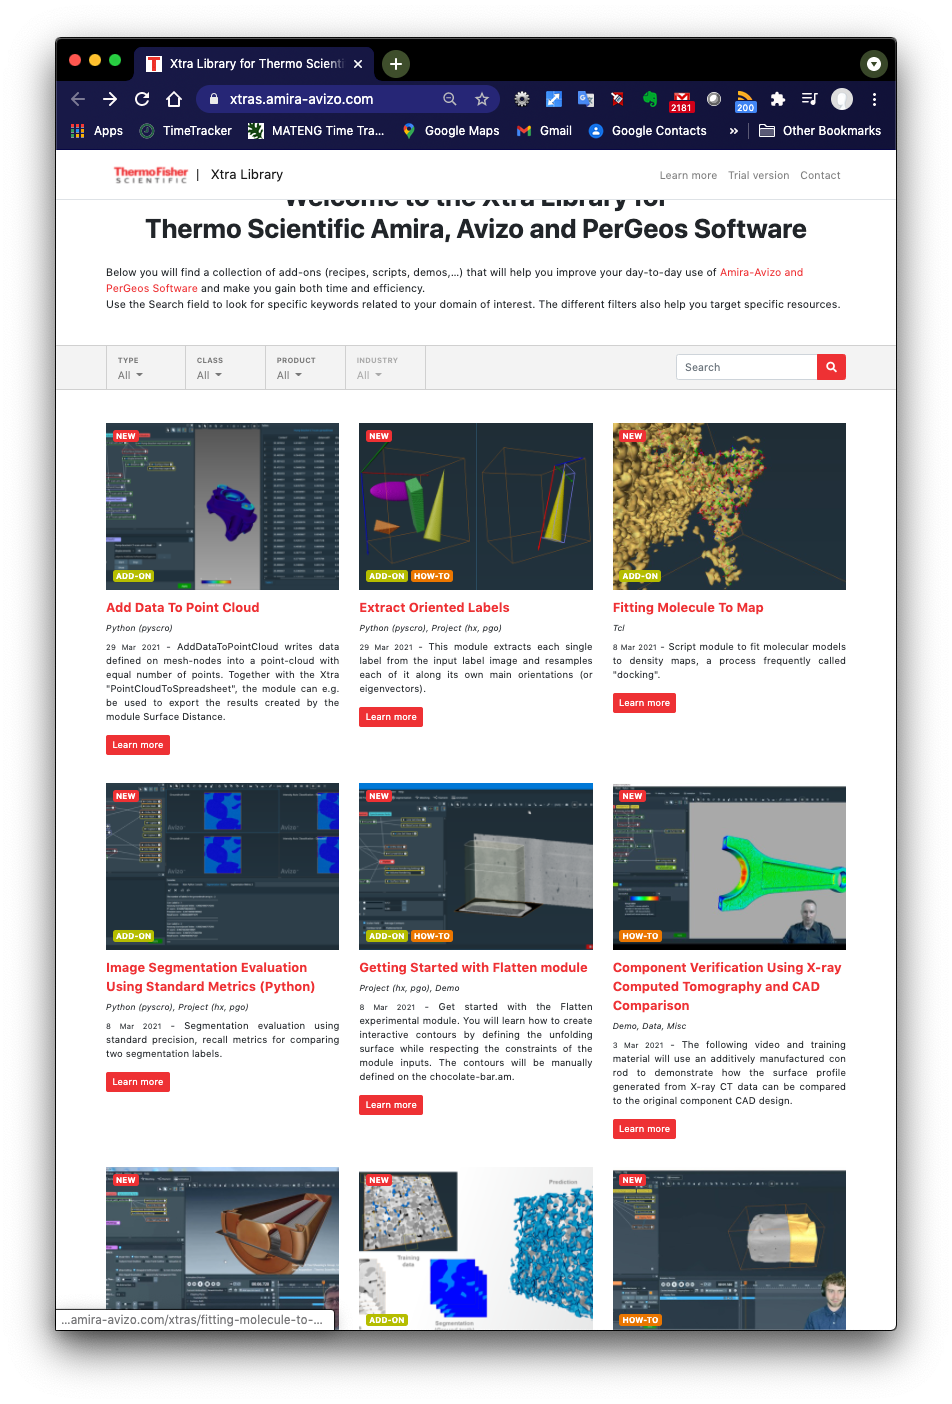 Xtra Library for Thermo Scienti
xtras.amira-avizo.com
2181
200
Apps
TimeTracker
MATENG Time Tra...
Google Maps
Gmail
Google Contacts
»
Other Bookmarks
ThermoFisher
SCIENTIFIC
| Xtra Library
Learn more
Trial version
Contact
Welcome to the Xtra Library for
Thermo Scientific Amira, Avizo and PerGeos Software
Below you will find a collection of add-ons (recipes, scripts, demos,...) that will help you improve your day-to-day use of Amira-Avizo and
PerGeos Software and make you gain both time and efficiency.
Use the Search field to look for specific keywords related to your domain of interest. The different filters also help you target specific resources.
TYPE
All
CLASS
All
PRODUCT
All
INDUSTRY
All
Search
NEW
ADD-ON
Add Data To Point Cloud
Python (pyscro)
29 Mar 2021 - AddDataToPointCloud writes data
defined on mesh-nodes into a point-cloud with
equal number of points. Together with the Xtra
"PointCloudToSpreadsheet", the module can e.g.
be used to export the results created by the
module Surface Distance.
Learn more
NEW
ADD-ON HOW-TO
Extract Oriented Labels
Python (pyscro), Project (hx, pgo)
29 Mar 2021 - This module extracts each single
label from the input label image and resamples
each of it along its own main orientations (or
eigenvectors).
Learn more
NEW
ADD-ON
Fitting Molecule To Map
Tcl
8 Mar 2021 - Script module to fit molecular models
to density maps, a process frequently called
"docking".
Learn more
NEW
Avizo
Avizo
ADD-ON
Image Segmentation Evaluation
Using Standard Metrics (Python)
Python (pyscro), Project (hx, pgo)
8 Mar 2021 - Segmentation evaluation using
standard precision, recall metrics for comparing
two segmentation labels.
Learn more
NEW
ADD-ON HOW-TO
Getting Started with Flatten module
Project (hx, pgo), Demo
8 Mar 2021 - Get started with the Flatten
experimental module. You will learn how to create
interactive contours by defining the unfolding
surface while respecting the constraints of the
module inputs. The contours will be manually
defined on the chocolate-bar.am.
Learn more
NEW
HOW-TO
Component Verification Using X-ray
Computed Tomography and CAD
Comparison
Demo, Data, Misc
3 Mar 2021 - The following video and training
material will use an additively manufactured con
rod to demonstrate how the surface profile
generated from X-ray CT data can be compared
to the original component CAD design.
Learn more
NEW
NEW
Prediction
Training
data
Segmentation
ADD-ON
NEW
HOW-TO
...amira-avizo.com/xtras/fitting-molecule-to-...